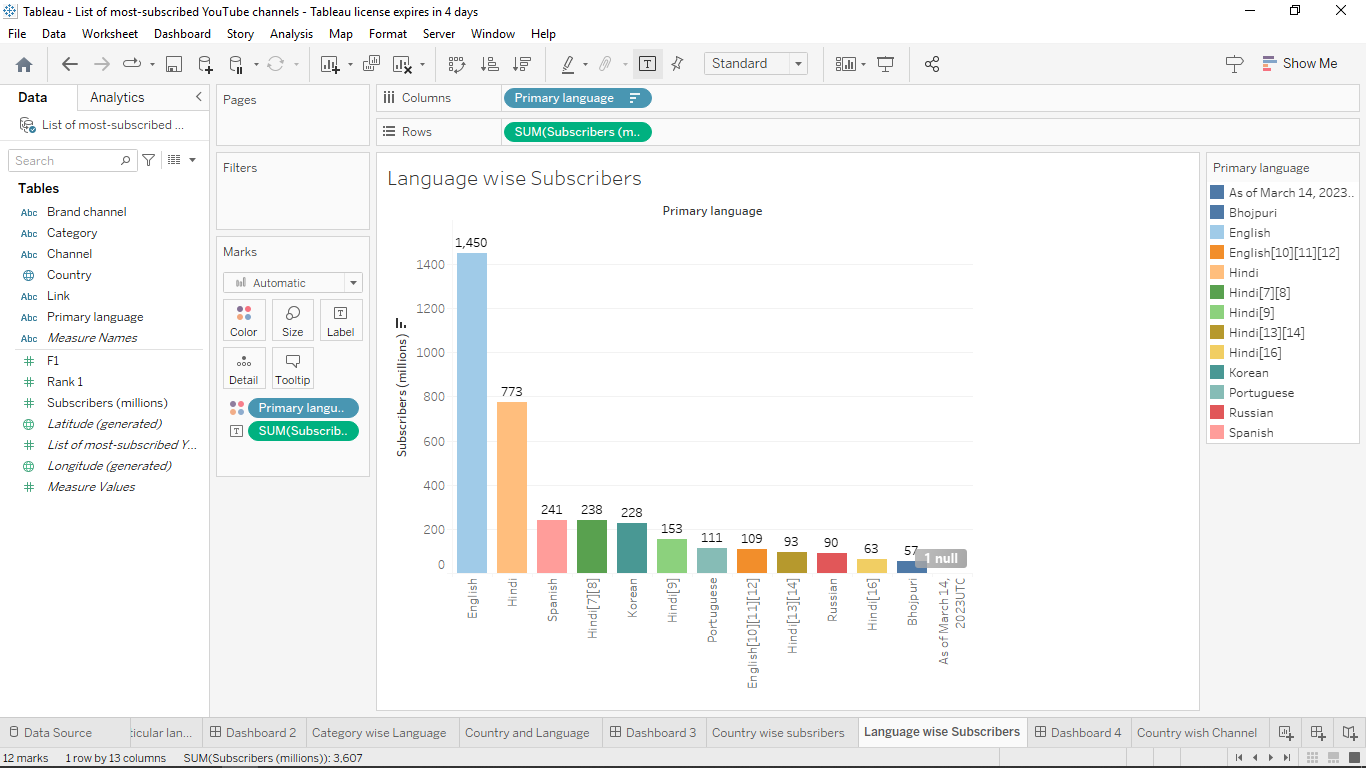 Tableau - List of most-subscribed YouTube channels - Tableau license expires in 4 days
File Data Worksheet Dashboard Story Analysis Map Format Server Window Help
Standard
Show Me
Data Analytics
List of most-subscribed ...
Search
Tables
Abc Brand channel
Abc Category
Abc Channel
Country
Abc Link
Abc Primary language
Abc Measure Names
# F1
# Rank 1
# Subscribers (millions)
Latitude (generated)
# List of most-subscribed Y...
Longitude (generated)
# Measure Values
Pages
Filters
Marks
Automatic
Color Size Label
Detail Tooltip
Primary langu..
SUM(Subscrib..
Columns Primary language
Rows SUM(Subscribers (m..
Language wise Subscribers
Primary language
Subscribers (millions)
1400
1200
1000
800
600
400
200
0
1,450
773
241
238
228
153
111
109
93
90
63
57
1 null
English
Hindi
Spanish
Hindi[7][8]
Korean
Hindi[9]
Portuguese
English[10][11][12]
Hindi[13][14]
Russian
Hindi[16]
Bhojpuri
As of March 14,
2023UTC
Primary language
As of March 14, 2023..
Bhojpuri
English
English[10][11][12]
Hindi
Hindi[7][8]
Hindi[9]
Hindi[13][14]
Hindi[16]
Korean
Portuguese
Russian
Spanish
Data Source ticular lan... Dashboard 2 Category wise Language Country and Language Dashboard 3 Country wise subsribers Language wise Subscribers Dashboard 4 Country wish Channel
12 marks 1 row by 13 columns SUM(Subscribers (millions)): 3,607